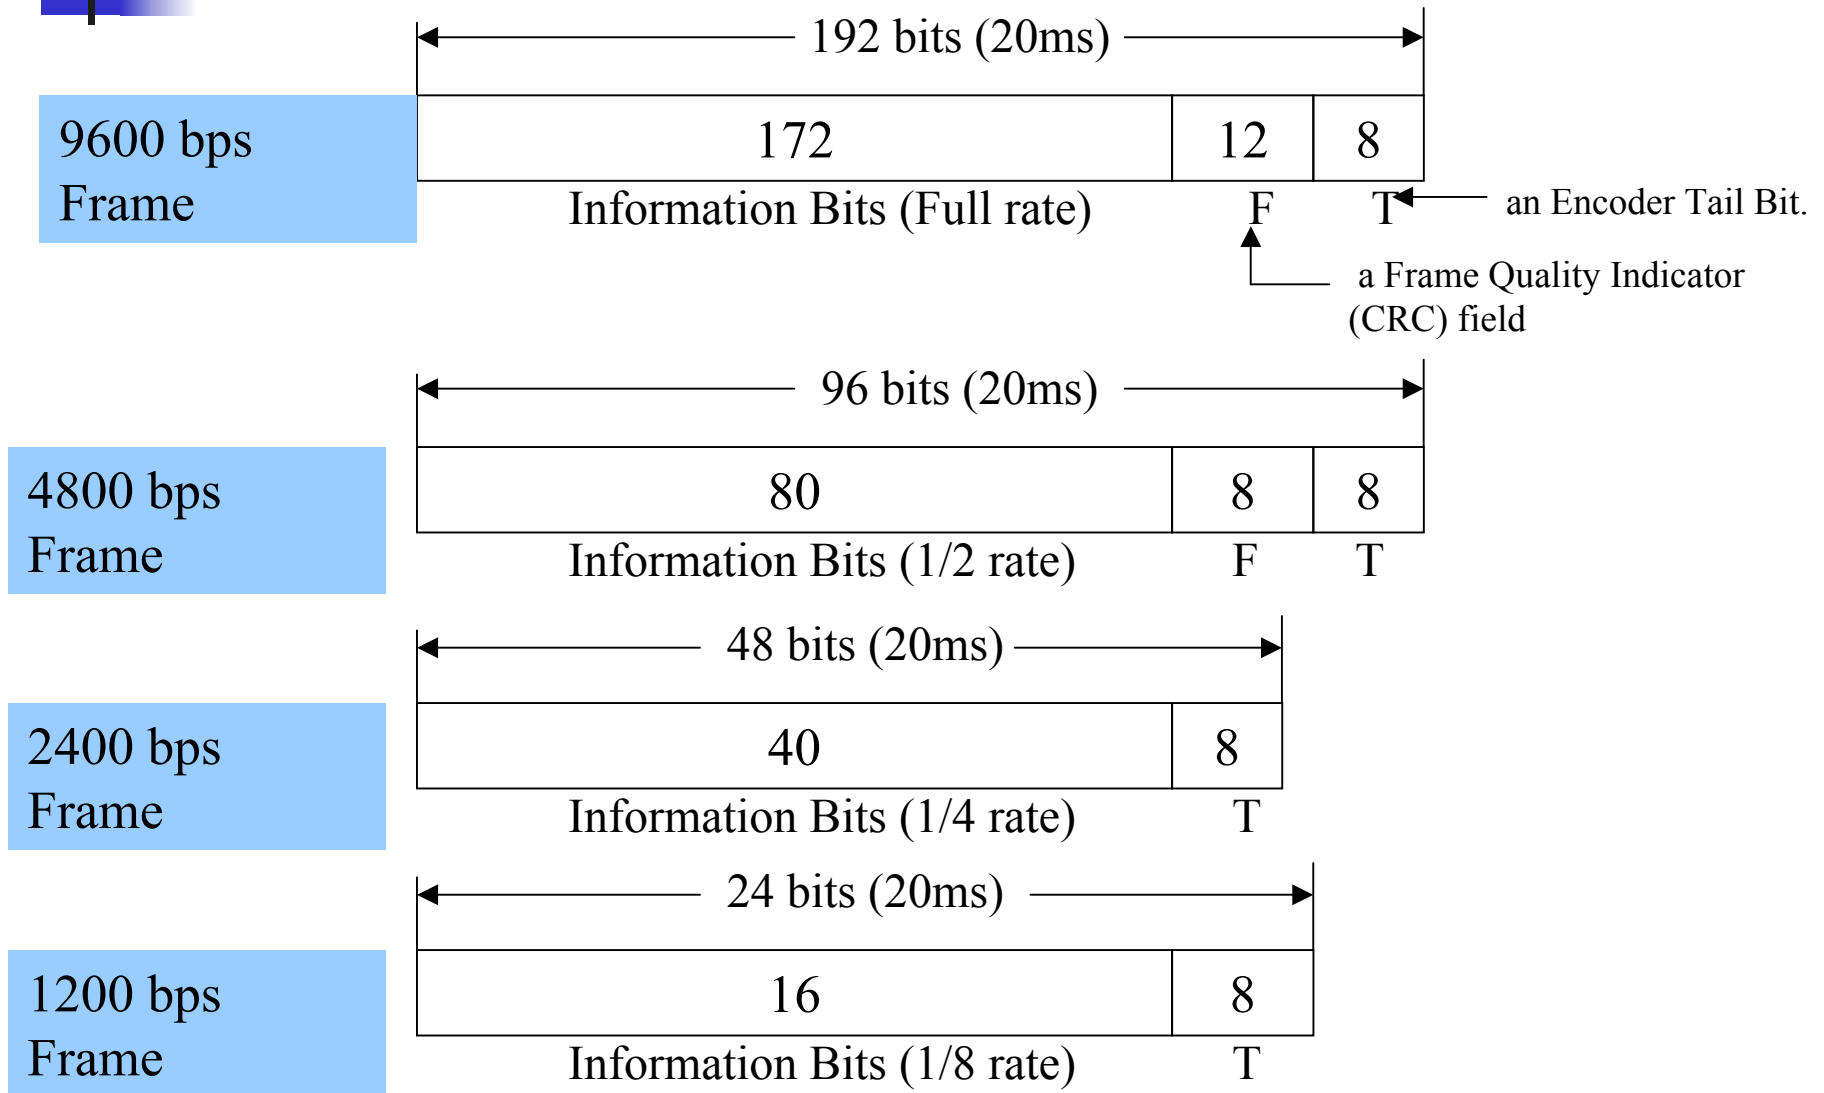 192 bits (20ms)
9600 bps
Frame
172
12
8
Information Bits (Full rate)
F
T
an Encoder Tail Bit.
a Frame Quality Indicator
(CRC) field
96 bits (20ms)
4800 bps
Frame
80
8
8
Information Bits (1/2 rate)
F
T
48 bits (20ms)
2400 bps
Frame
40
8
Information Bits (1/4 rate)
T
24 bits (20ms)
1200 bps
Frame
16
8
Information Bits (1/8 rate)
T